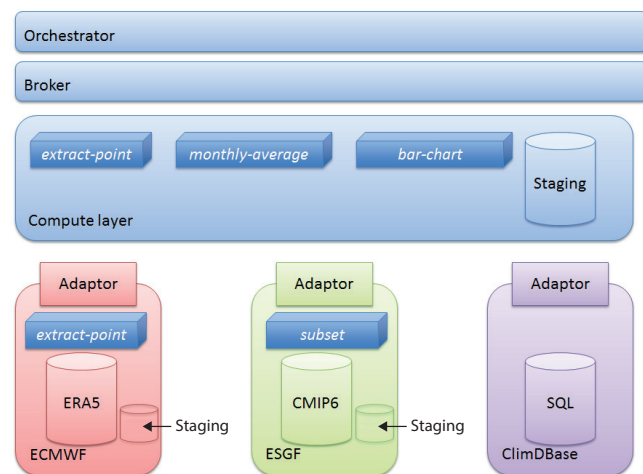 Orchestrator
Broker
extract-point
monthly-average
bar-chart
Staging
Compute layer
Adaptor
Adaptor
Adaptor
extract-point
subset
ERA5
CMIP6
SQL
Staging
Staging
ECMWF
ESGF
ClimDBase